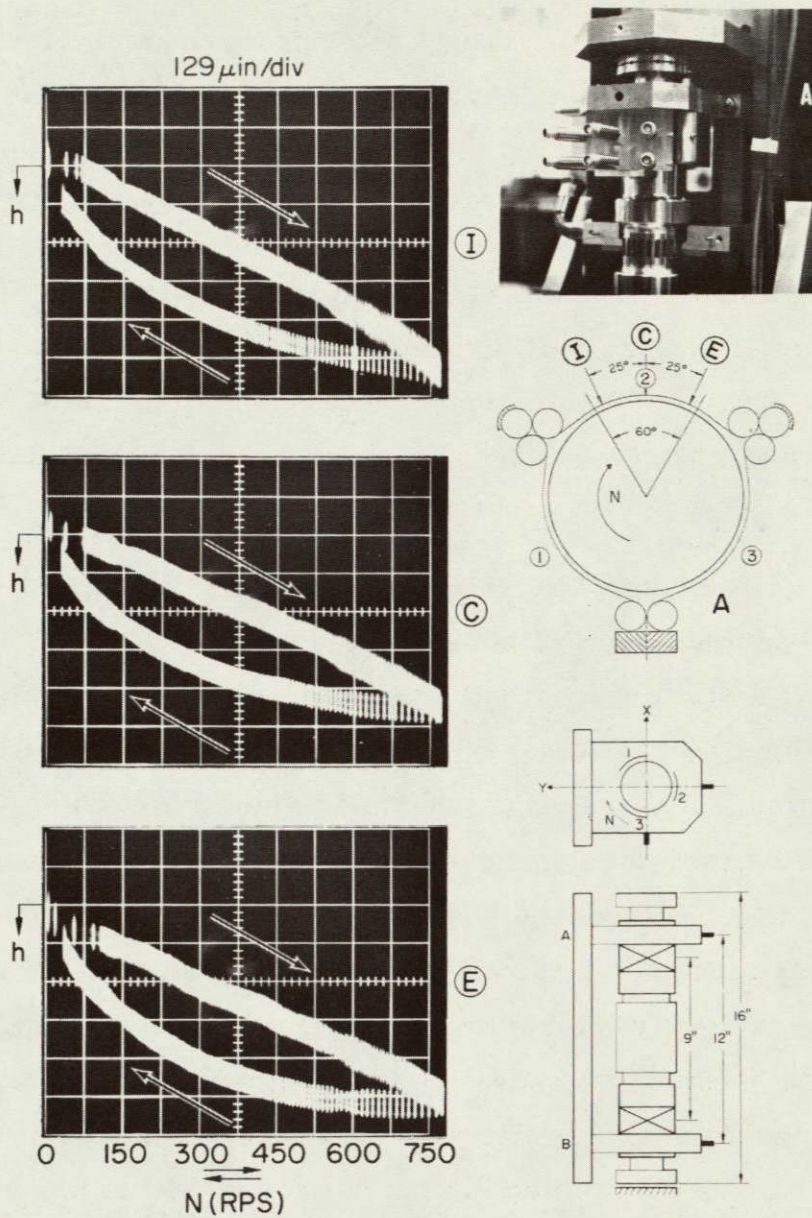 129 μin/div
h
Ⓘ
h
Ⓒ
h
Ⓔ
0 150 300 450 600 750
N (RPS)
A
Ⓘ Ⓒ Ⓔ
25° 25°
②
60°
N
① ③
A
X
1
Y
2
N
3
A
9" 12" 16"
B